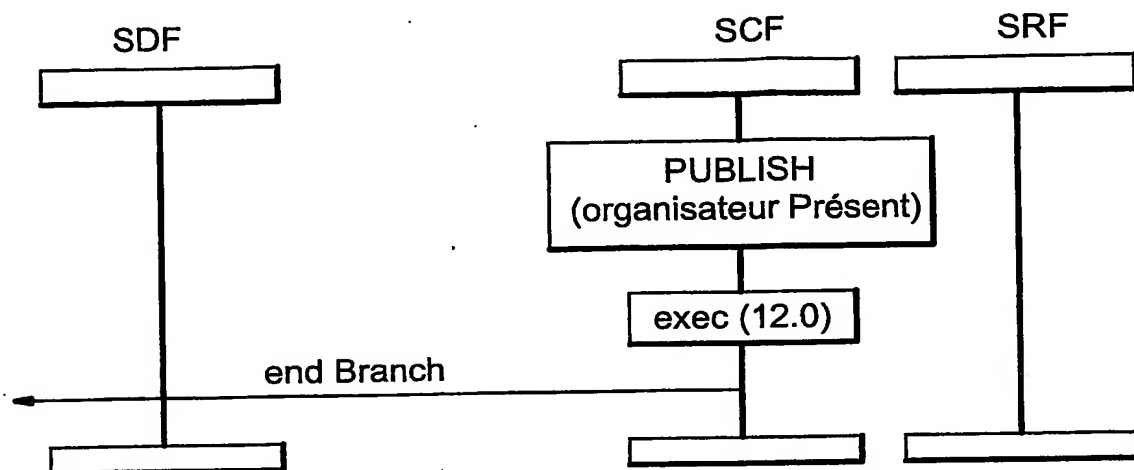 SDF
SCF
SRF
PUBLISH
(organisateur Présent)
exec (12.0)
end Branch